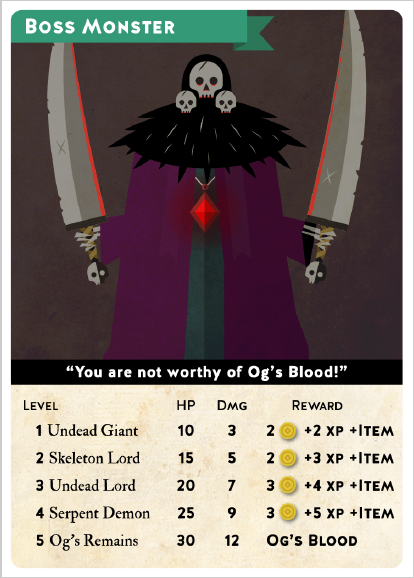 Boss Monster
“You are not worthy of Og’s Blood!”
Level HP Dmg Reward
1 Undead Giant 10 3 2 +2 XP +Item
2 Skeleton Lord 15 5 2 +3 XP +Item
3 Undead Lord 20 7 3 +4 XP +Item
4 Serpent Demon 25 9 3 +5 XP +Item
5 Og’s Remains 30 12 Og’s Blood